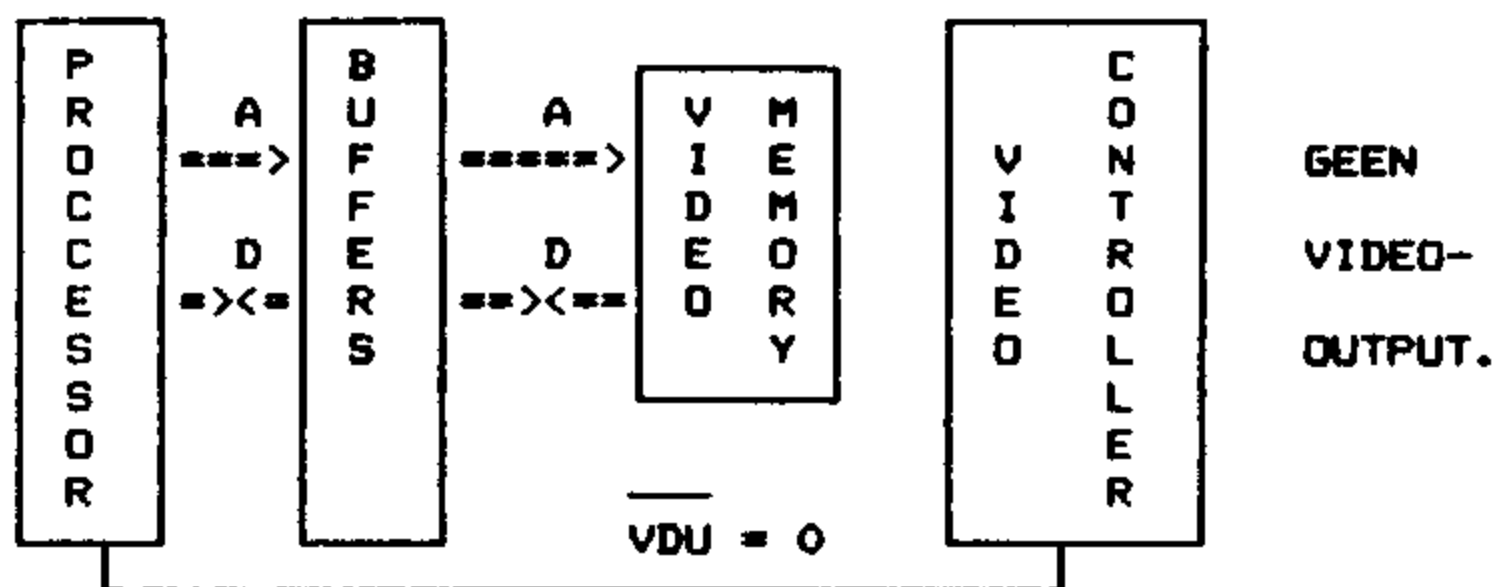 PROCCESSOR
A
===>
D
=><=
BUFFERS
A
=====>
D
==><==
VIDEO
MEMORY
VIDEO
CONTROLLER
GEEN
VIDEO-
OUTPUT.
VDU = 0